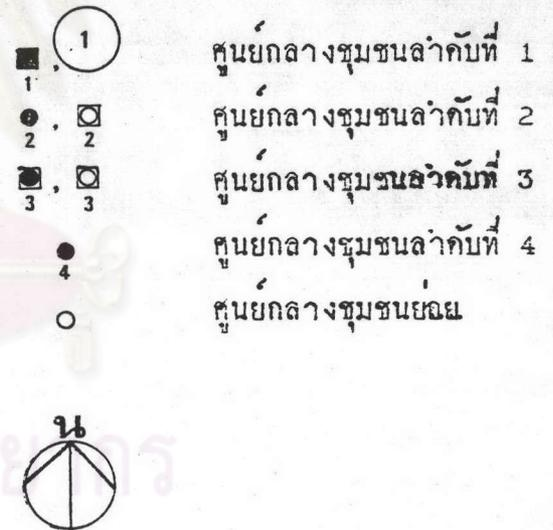 1 ศูนย์กลางชุมชนลำดับที่ 1
1
ศูนย์กลางชุมชนลำดับที่ 2
2 , 2
ศูนย์กลางชุมชนลำดับที่ 3
3 , 3
ศูนย์กลางชุมชนลำดับที่ 4
4
ศูนย์กลางชุมชนย่อย
น
ยากร